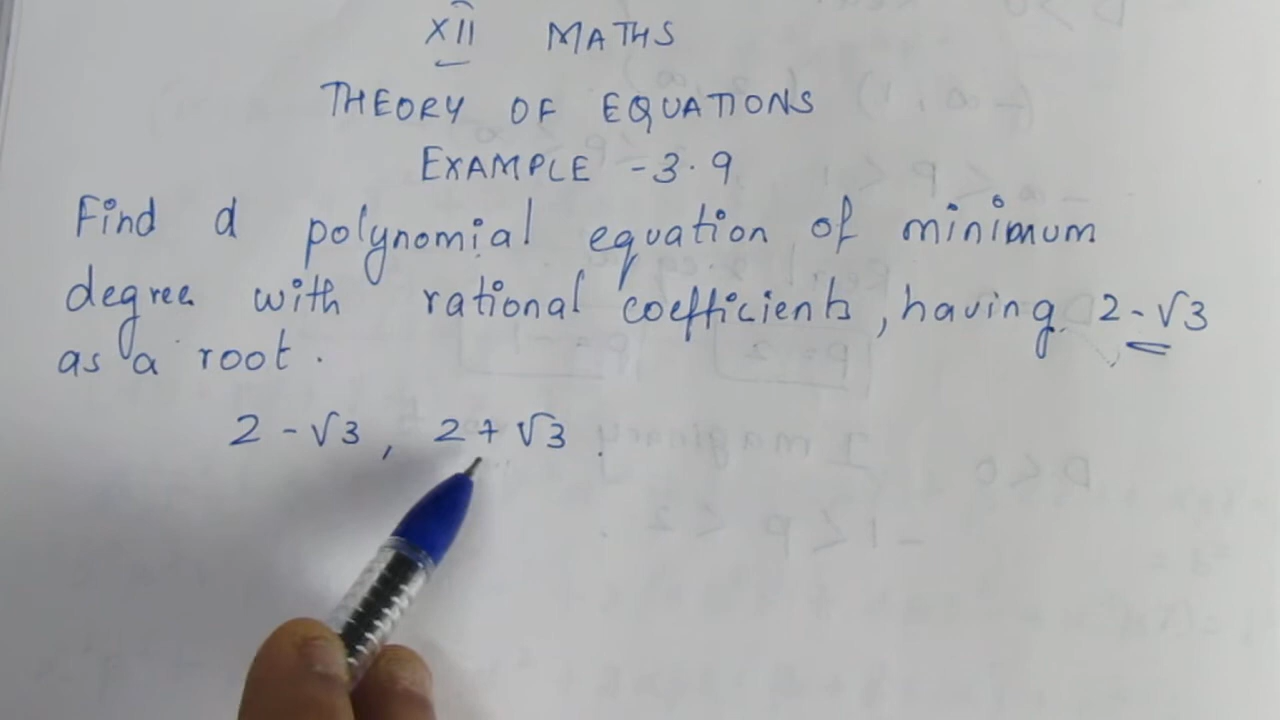 XII MATHS
THEORY OF EQUATIONS
EXAMPLE - 3.9
Find a polynomial equation of minimum
degree with rational coefficients, having 2-√3
as a root.
2-√3, 2+√3.